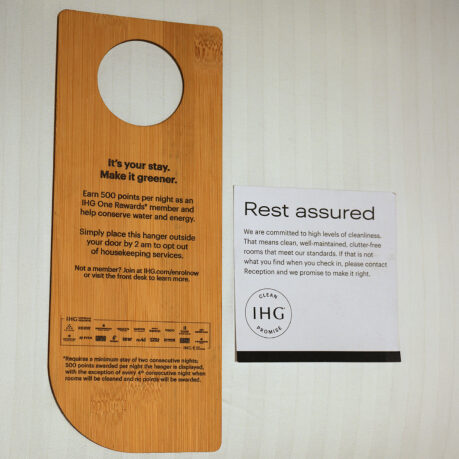 It's your stay.
Make it greener.
Earn 500 points per night as an
IHG One Rewards* member and
help conserve water and energy.
Simply place this hanger outside
your door by 2 am to opt out
of housekeeping services.
Not a member? Join at IHG.com/enrolnow
or visit the front desk to learn more.
IHG
*Requires a minimum stay of two consecutive nights;
500 points awarded per night the hanger is displayed,
with the exception of every 4th consecutive night when
rooms will be cleaned and no points will be awarded.
Rest assured
We are committed to high levels of cleanliness.
That means clean, well-maintained, clutter-free
rooms that meet our standards. If that is not
what you find when you check in, please contact
Reception and we promise to make it right.
CLEAN
IHG
PROMISE